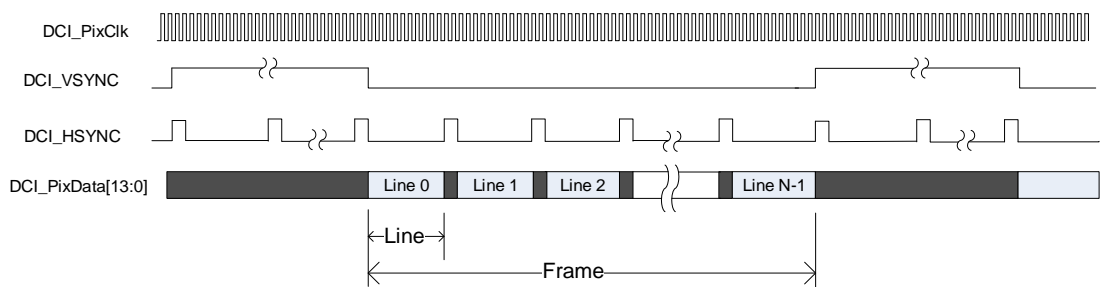 DCI_PixClk
DCI_VSYNC
DCI_HSYNC
DCI_PixData[13:0]
Line 0
Line 1
Line 2
Line N-1
Line
Frame